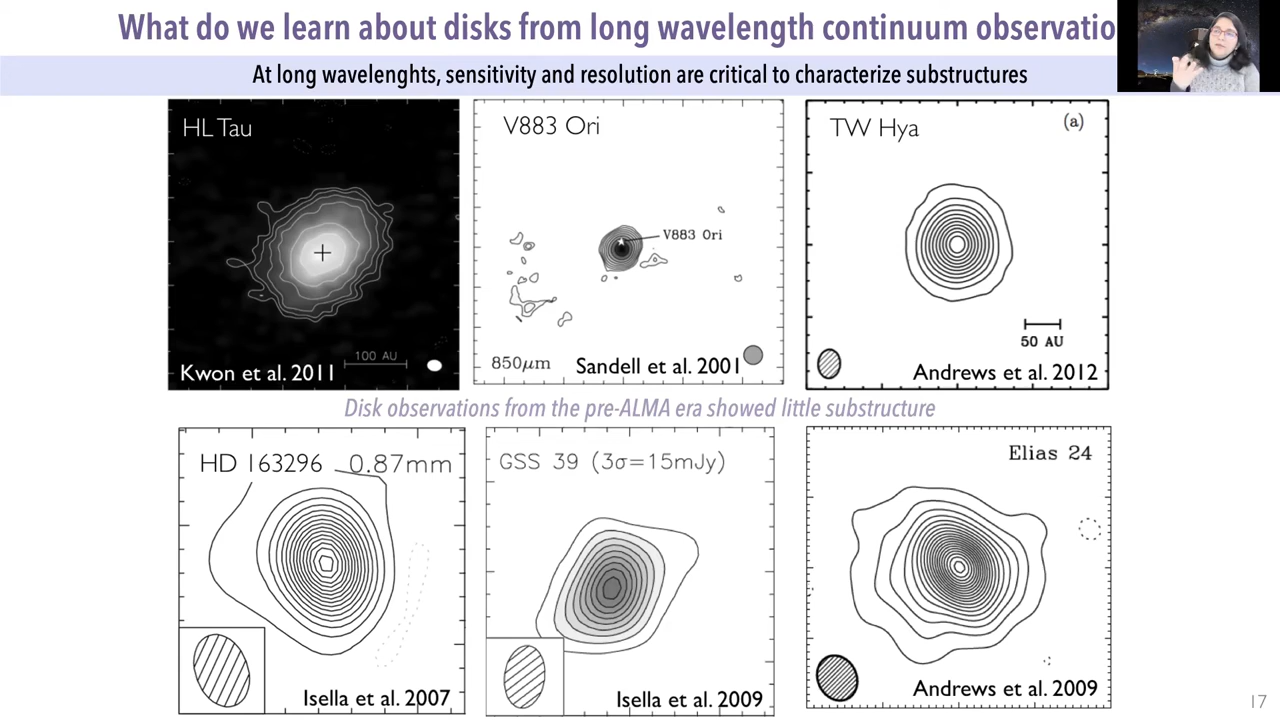 What do we learn about disks from long wavelength continuum observatio
At long wavelenghts, sensitivity and resolution are critical to characterize substructures
HL Tau
100 AU
Kwon et al. 2011
V883 Ori
V883 Ori
850μm
Sandell et al. 2001
TW Hya
(a)
50 AU
Andrews et al. 2012
Disk observations from the pre-ALMA era showed little substructure
HD 163296
0.87mm
Isella et al. 2007
GSS 39 (3σ=15mJy)
Isella et al. 2009
Elias 24
Andrews et al. 2009
17